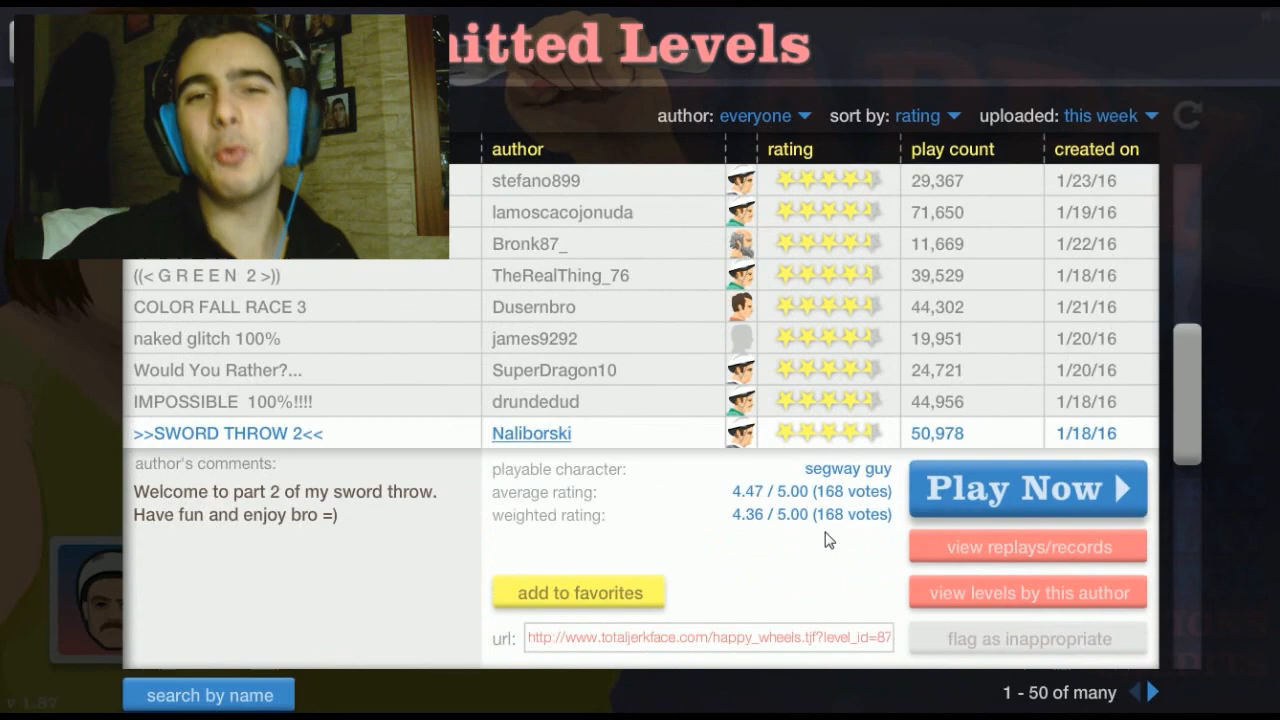 itted Levels
author: everyone sort by: rating uploaded: this week
author rating play count created on
stefano899 29,367 1/23/16
lamoscacojonuda 71,650 1/19/16
Bronk87_ 11,669 1/22/16
((< G R E E N 2 >)) TheRealThing_76 39,529 1/18/16
COLOR FALL RACE 3 Dusernbro 44,302 1/21/16
naked glitch 100% james9292 19,951 1/20/16
Would You Rather?... SuperDragon10 24,721 1/20/16
IMPOSSIBLE 100%!!!! drundedud 44,956 1/18/16
>>SWORD THROW 2<< Naliborski 50,978 1/18/16
author's comments:
Welcome to part 2 of my sword throw.
Have fun and enjoy bro =)
playable character: segway guy
average rating: 4.47 / 5.00 (168 votes)
weighted rating: 4.36 / 5.00 (168 votes)
Play Now
view replays/records
add to favorites
view levels by this author
url: http://www.totaljerkface.com/happy_wheels.tjf?level_id=87
flag as inappropriate
search by name
1 - 50 of many
v 1.87